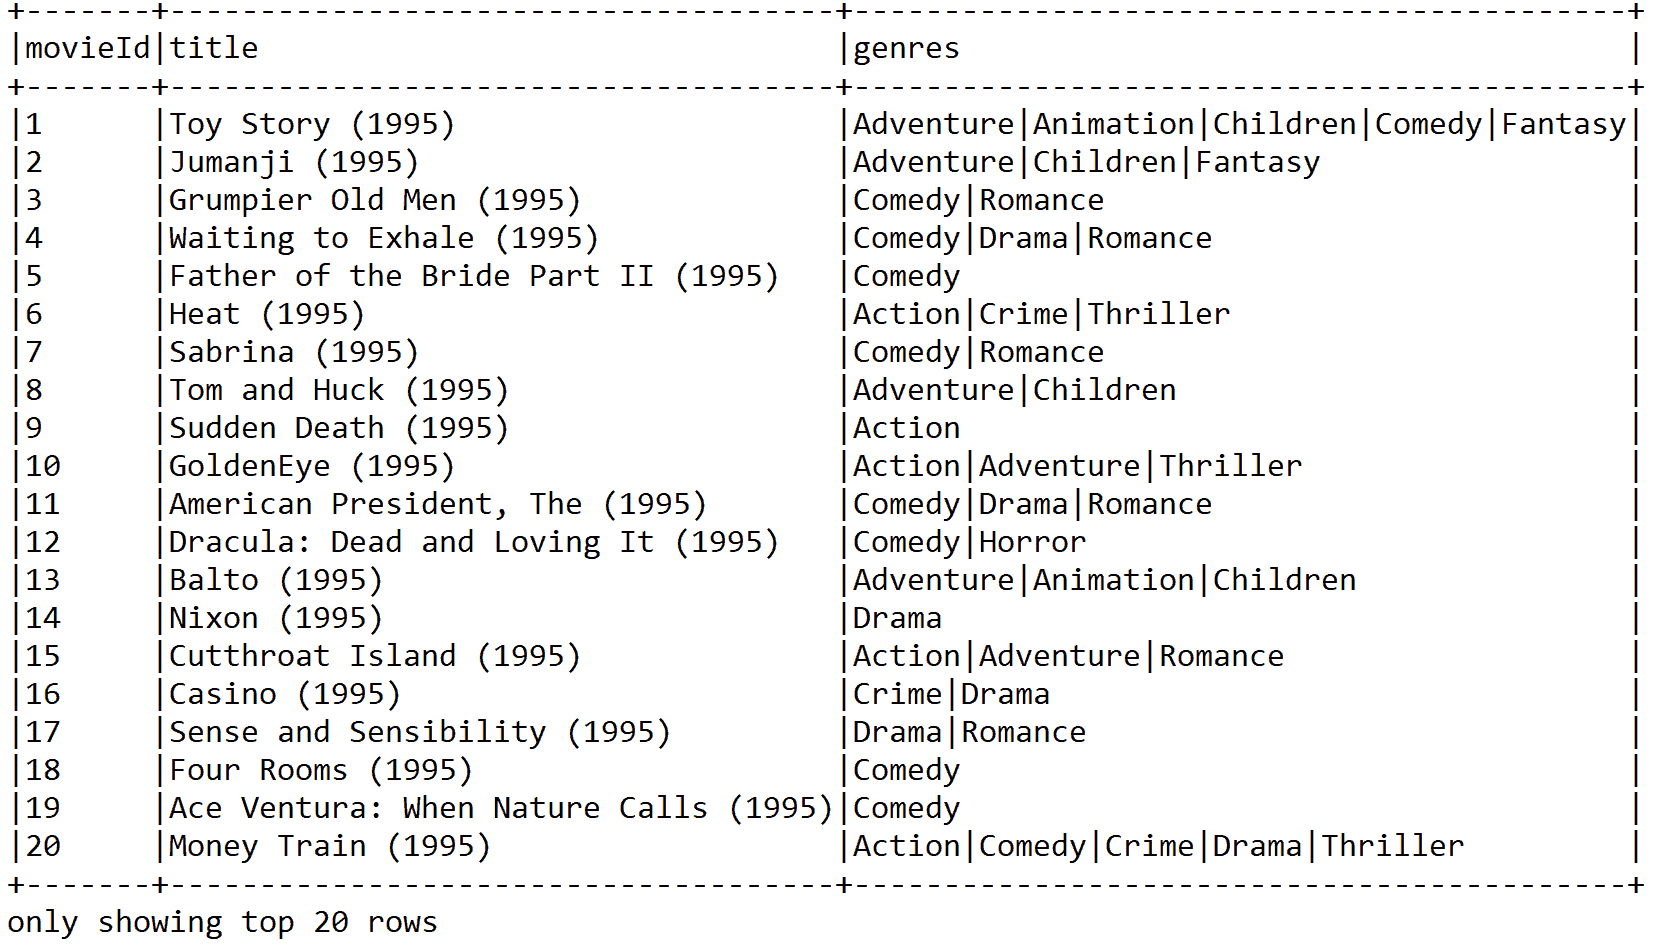 +-------+-------------------------------------+-------------------------------------------+
|movieId|title                                |genres                                     |
+-------+-------------------------------------+-------------------------------------------+
|1      |Toy Story (1995)                     |Adventure|Animation|Children|Comedy|Fantasy|
|2      |Jumanji (1995)                       |Adventure|Children|Fantasy                 |
|3      |Grumpier Old Men (1995)              |Comedy|Romance                             |
|4      |Waiting to Exhale (1995)             |Comedy|Drama|Romance                       |
|5      |Father of the Bride Part II (1995)   |Comedy                                     |
|6      |Heat (1995)                          |Action|Crime|Thriller                      |
|7      |Sabrina (1995)                       |Comedy|Romance                             |
|8      |Tom and Huck (1995)                  |Adventure|Children                         |
|9      |Sudden Death (1995)                  |Action                                     |
|10     |GoldenEye (1995)                     |Action|Adventure|Thriller                  |
|11     |American President, The (1995)       |Comedy|Drama|Romance                       |
|12     |Dracula: Dead and Loving It (1995)   |Comedy|Horror                              |
|13     |Balto (1995)                         |Adventure|Animation|Children               |
|14     |Nixon (1995)                         |Drama                                      |
|15     |Cutthroat Island (1995)              |Action|Adventure|Romance                   |
|16     |Casino (1995)                        |Crime|Drama                                |
|17     |Sense and Sensibility (1995)         |Drama|Romance                              |
|18     |Four Rooms (1995)                    |Comedy                                     |
|19     |Ace Ventura: When Nature Calls (1995)|Comedy                                     |
|20     |Money Train (1995)                   |Action|Comedy|Crime|Drama|Thriller         |
+-------+-------------------------------------+-------------------------------------------+
only showing top 20 rows